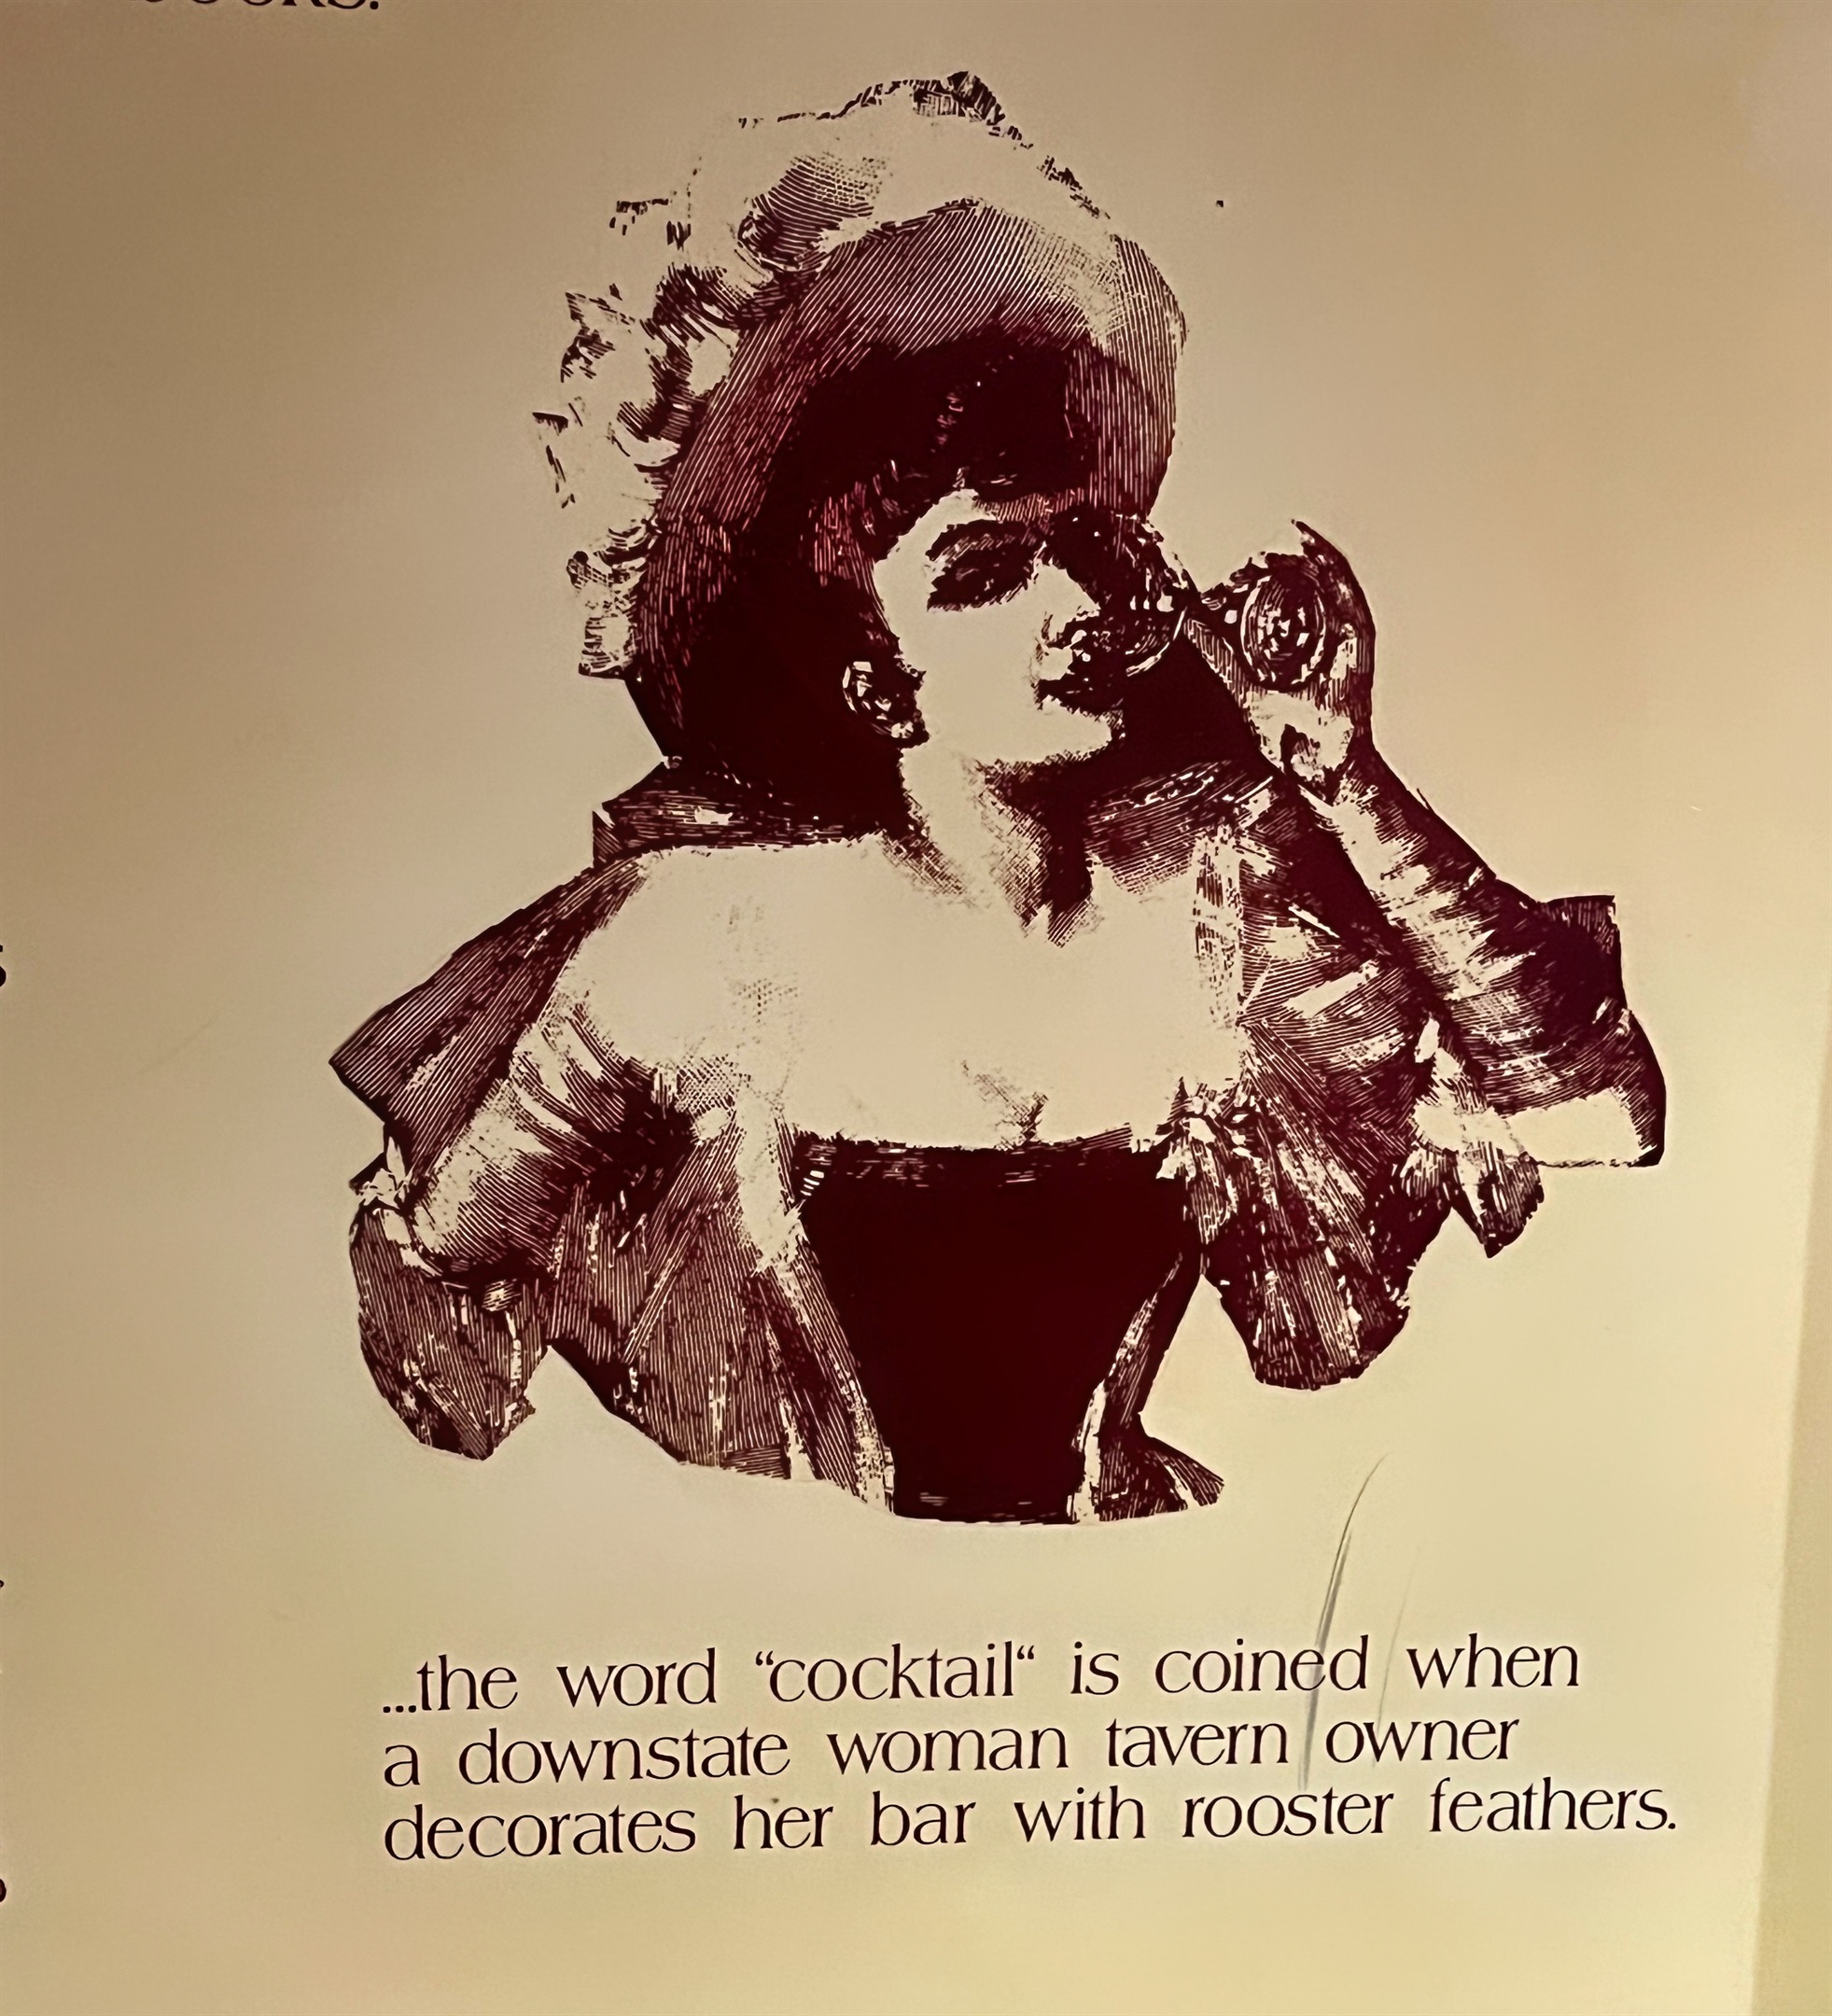 ...the word “cocktail“ is coined when
a downstate woman tavern owner
decorates her bar with rooster feathers.